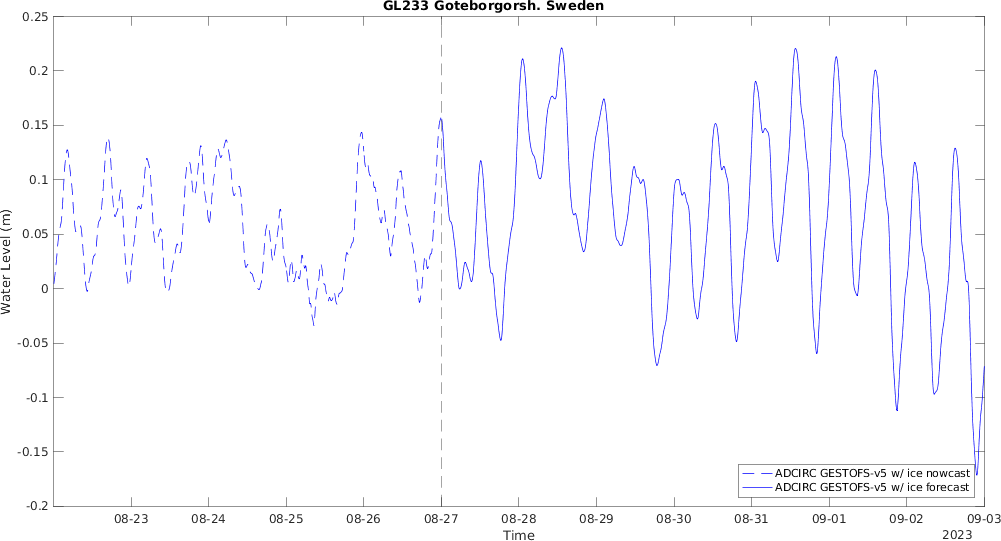 GL233 Goteborgorsh. Sweden
0.25
0.2
0.15
0.1
0.05
0
-0.05
-0.1
-0.15
-0.2
Water Level (m)
ADCIRC GESTOFS-v5 w/ ice nowcast
ADCIRC GESTOFS-v5 w/ ice forecast
08-23 08-24 08-25 08-26 08-27 08-28 08-29 08-30 08-31 09-01 09-02 09-03
Time
2023